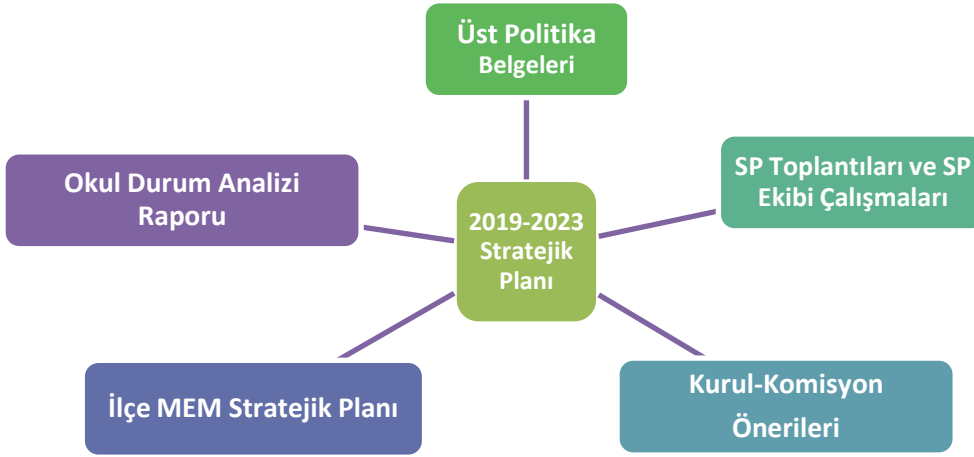 Üst Politika
Belgeleri
SP Toplantıları ve SP
Ekibi Çalışmaları
Okul Durum Analizi
Raporu
2019-2023
Stratejik
Planı
İlçe MEM Stratejik Planı
Kurul-Komisyon
Önerileri